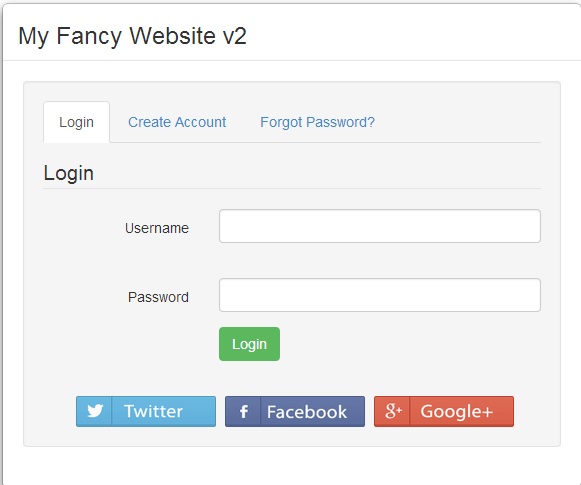 My Fancy Website v2
Login Create Account Forgot Password?
Login
Username
Password
Login
Twitter Facebook g+ Google+